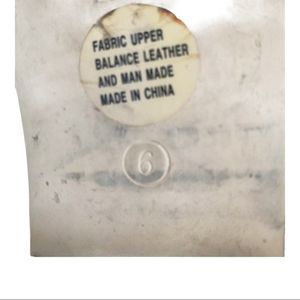 FABRIC UPPER
BALANCE LEATHER
AND MAN MADE
MADE IN CHINA
6